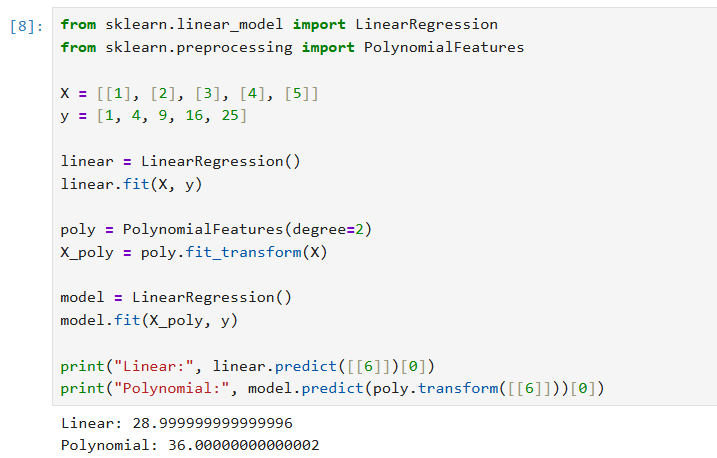 [8]: from sklearn.linear_model import LinearRegression
from sklearn.preprocessing import PolynomialFeatures

X = [[1], [2], [3], [4], [5]]
y = [1, 4, 9, 16, 25]

linear = LinearRegression()
linear.fit(X, y)

poly = PolynomialFeatures(degree=2)
X_poly = poly.fit_transform(X)

model = LinearRegression()
model.fit(X_poly, y)

print("Linear:", linear.predict([[6]])[0])
print("Polynomial:", model.predict(poly.transform([[6]]))[0])
Linear: 28.999999999999996
Polynomial: 36.00000000000002